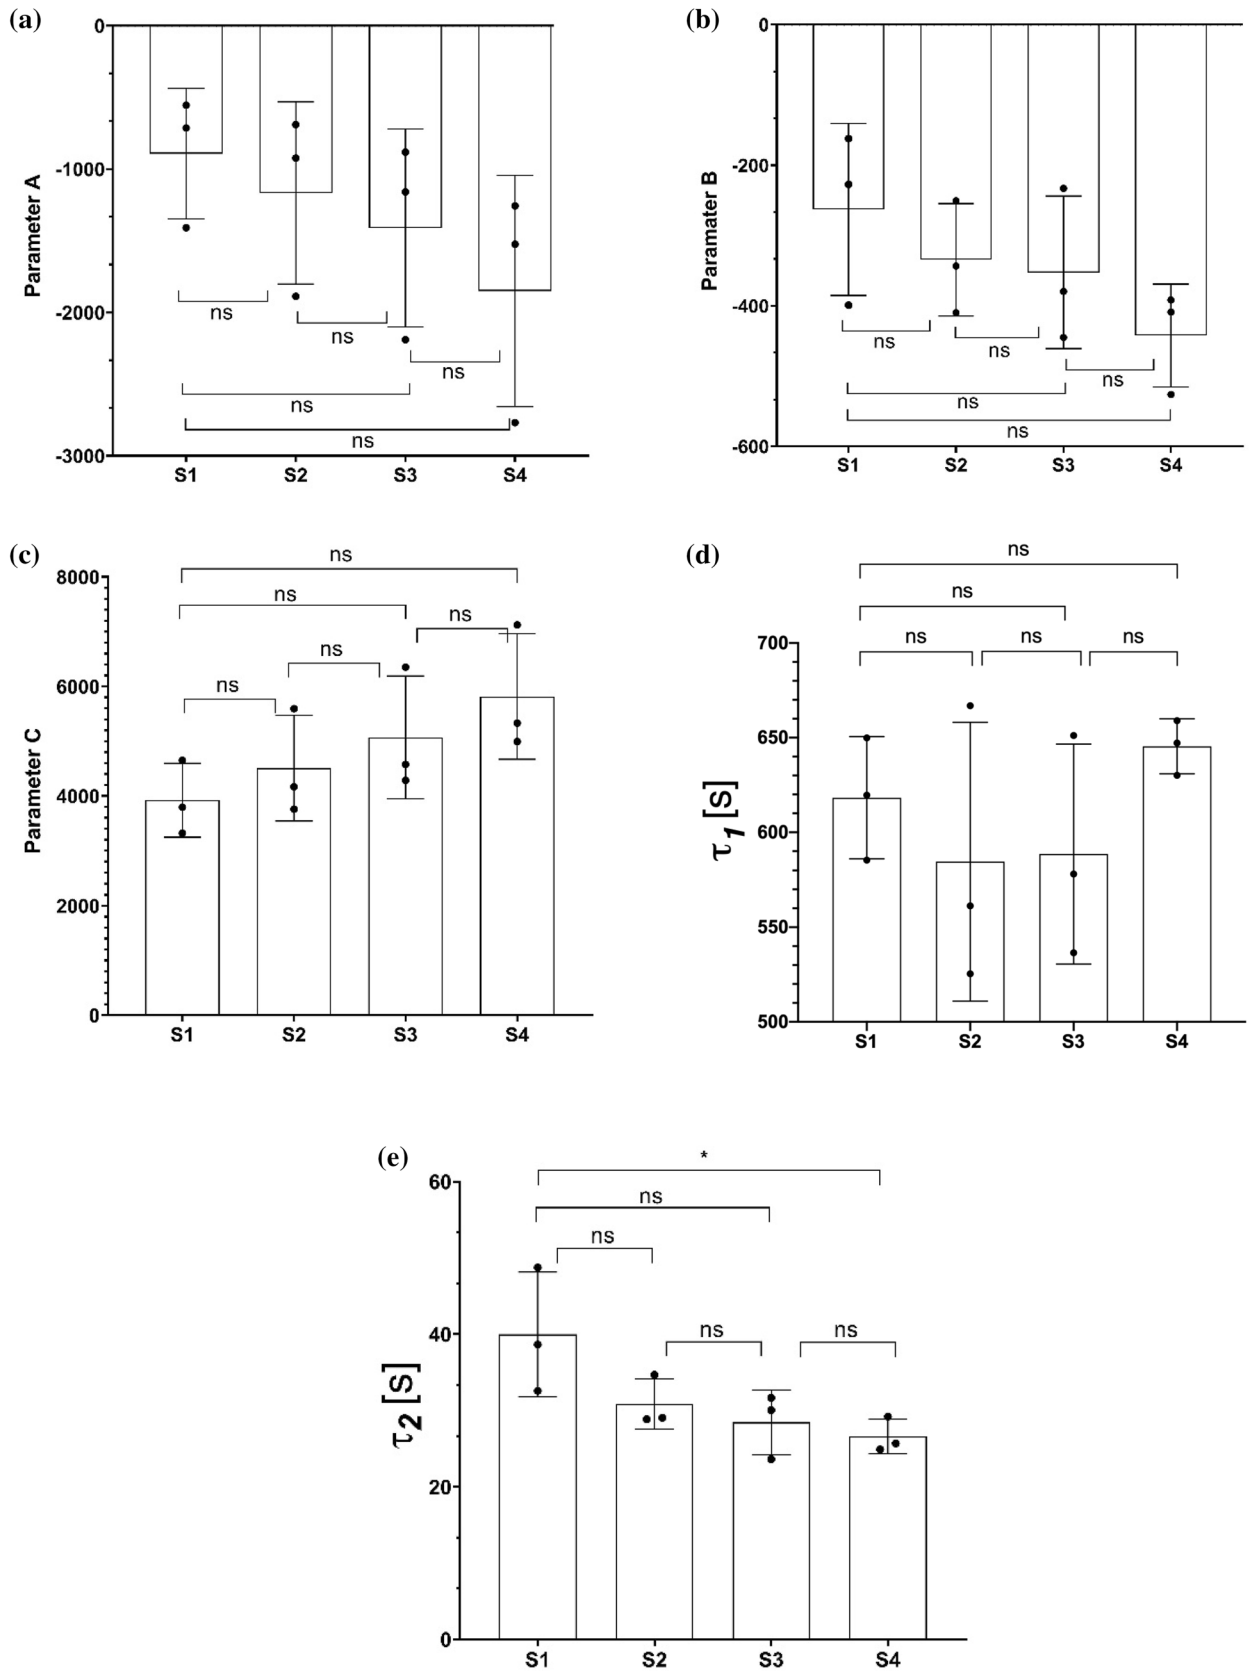 (a)
0
-1000
-2000
-3000
Parameter A
ns
ns
ns
ns
ns
S1 S2 S3 S4
(b)
0
-200
-400
-600
Paramater B
ns
ns
ns
ns
ns
S1 S2 S3 S4
(c)
8000
6000
4000
2000
0
Parameter C
ns
ns
ns
ns
ns
S1 S2 S3 S4
(d)
700
650
600
550
500
τ1 [s]
ns
ns
ns ns ns
S1 S2 S3 S4
(e)
60
40
20
0
τ2 [s]
*
ns
ns
ns ns
S1 S2 S3 S4